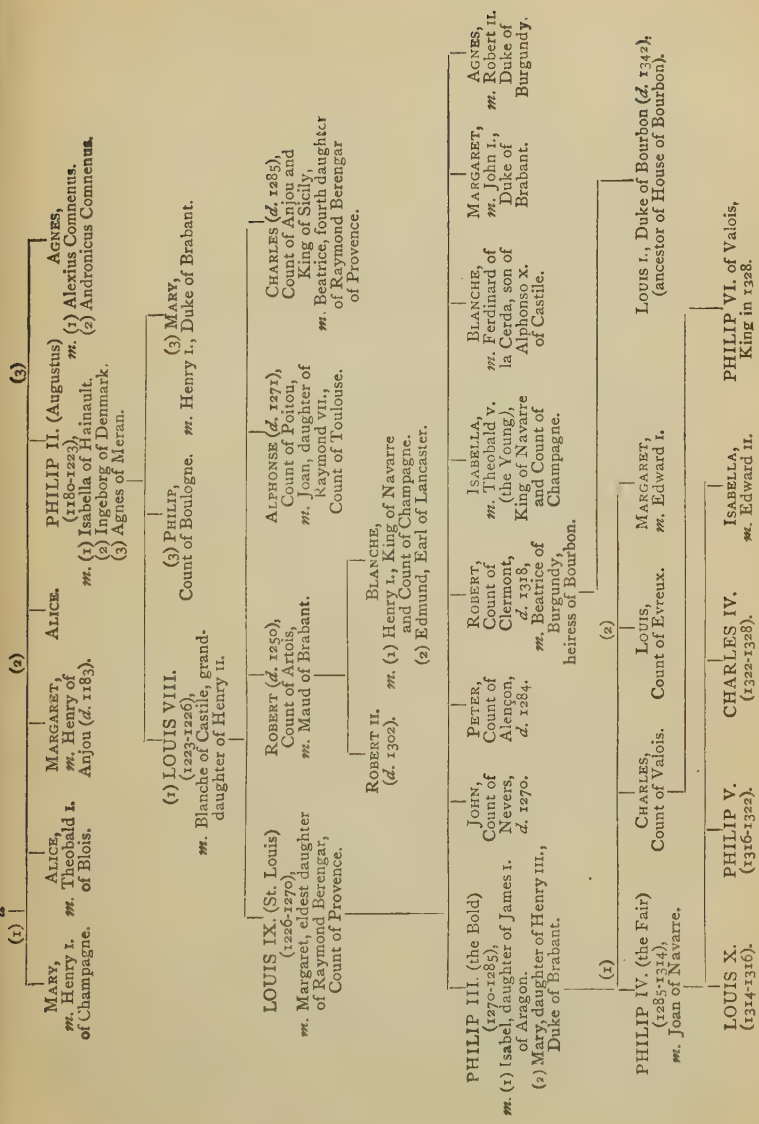 (1)
(2)
(3)
MARY,
m. Henry I.
of Champagne.
ALICE,
m. Theobald I.
of Blois.
MARGARET,
m. Henry of
Anjou (d. 1183).
ALICE.
PHILIP II. (Augustus)
(1180-1223),
m. (1) Isabella of Hainault.
(2) Ingeborg of Denmark.
(3) Agnes of Meran.
AGNES,
m. (1) Alexius Comnenus.
(2) Andronicus Comnenus.
(1) LOUIS VIII.
(1223-1226),
m. Blanche of Castile, grand-
daughter of Henry II.
(3) PHILIP,
Count of Boulogne.
(3) MARY,
m. Henry I., Duke of Brabant.
LOUIS IX. (St. Louis)
(1226-1270),
m. Margaret, eldest daughter
of Raymond Berengar,
Count of Provence.
ROBERT (d. 1250),
Count of Artois,
m. Maud of Brabant.
ALPHONSE (d. 1271),
Count of Poitou,
m. Joan, daughter of
Raymond VII.,
Count of Toulouse.
CHARLES (d. 1285),
Count of Anjou and
King of Sicily,
m. Beatrice, fourth daughter
of Raymond Berengar
of Provence.
ROBERT II.
(d. 1302).
BLANCHE,
m. (1) Henry I., King of Navarre
and Count of Champagne.
(2) Edmund, Earl of Lancaster.
PHILIP III. (the Bold)
(1270-1285),
m. (1) Isabel, daughter of James I.
of Aragon.
(2) Mary, daughter of Henry III.,
Duke of Brabant.
JOHN,
Count of
Nevers,
d. 1270.
PETER,
Count of
Alençon,
d. 1284.
ROBERT,
Count of
Clermont,
d. 1318,
m. Beatrice of
Burgundy,
heiress of Bourbon.
ISABELLA,
m. Theobald V.
(the Young),
King of Navarre
and Count of
Champagne.
BLANCHE,
m. Ferdinand of
la Cerda, son of
Alphonso X.
of Castile.
MARGARET,
m. John I.,
Duke of
Brabant.
AGNES,
m. Robert II.
Duke of
Burgundy.
(1)
(2)
PHILIP IV. (the Fair)
(1285-1314),
m. Joan of Navarre.
CHARLES,
Count of Valois.
LOUIS,
Count of Evreux.
MARGARET,
m. Edward I.
LOUIS I., Duke of Bourbon (d. 1342),
(ancestor of House of Bourbon).
LOUIS X.
(1314-1316).
PHILIP V.
(1316-1322).
CHARLES IV.
(1322-1328).
ISABELLA,
m. Edward II.
PHILIP VI. of Valois,
King in 1328.